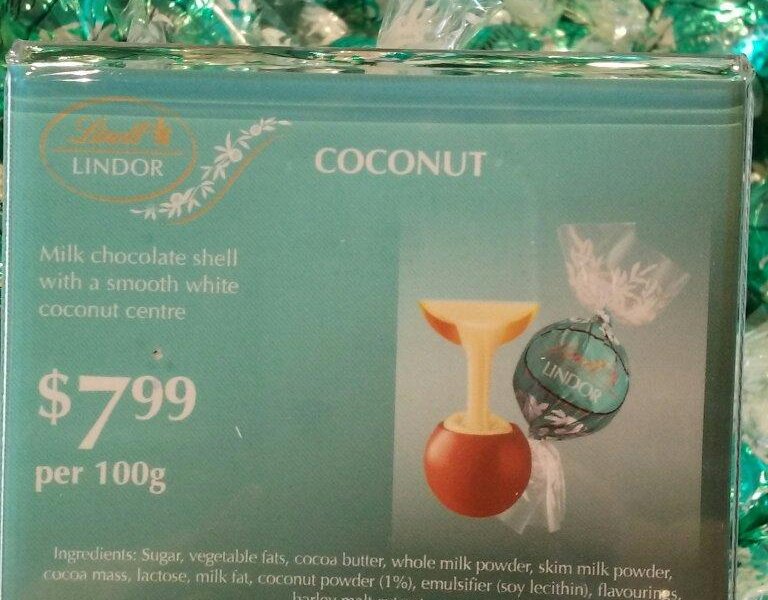 Lindt
LINDOR
COCONUT
Milk chocolate shell
with a smooth white
coconut centre
$7.99
per 100g
LINDOR
Ingredients: Sugar, vegetable fats, cocoa butter, whole milk powder, skim milk powder,
cocoa mass, lactose, milk fat, coconut powder (1%), emulsifier (soy lecithin), flavourings,
barley malt